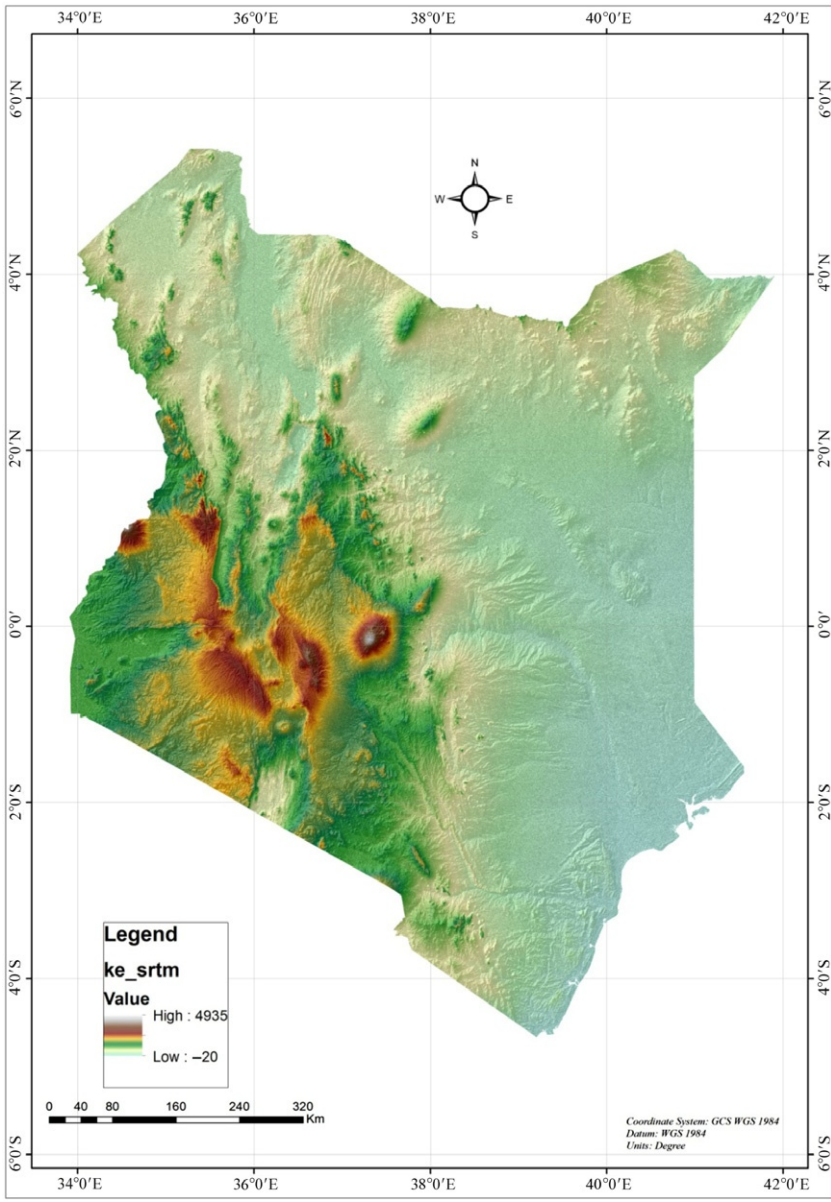 34°0′E 36°0′E 38°0′E 40°0′E 42°0′E
6°0′N 6°0′N
N
W E
S
4°0′N 4°0′N
2°0′N 2°0′N
0°0′ 0°0′
2°0′S 2°0′S
Legend
ke_srtm
Value
High : 4935
Low : –20
4°0′S 4°0′S
0 40 80 160 240 320
Km
Coordinate System: GCS WGS 1984
Datum: WGS 1984
Units: Degree
6°0′S 6°0′S
34°0′E 36°0′E 38°0′E 40°0′E 42°0′E